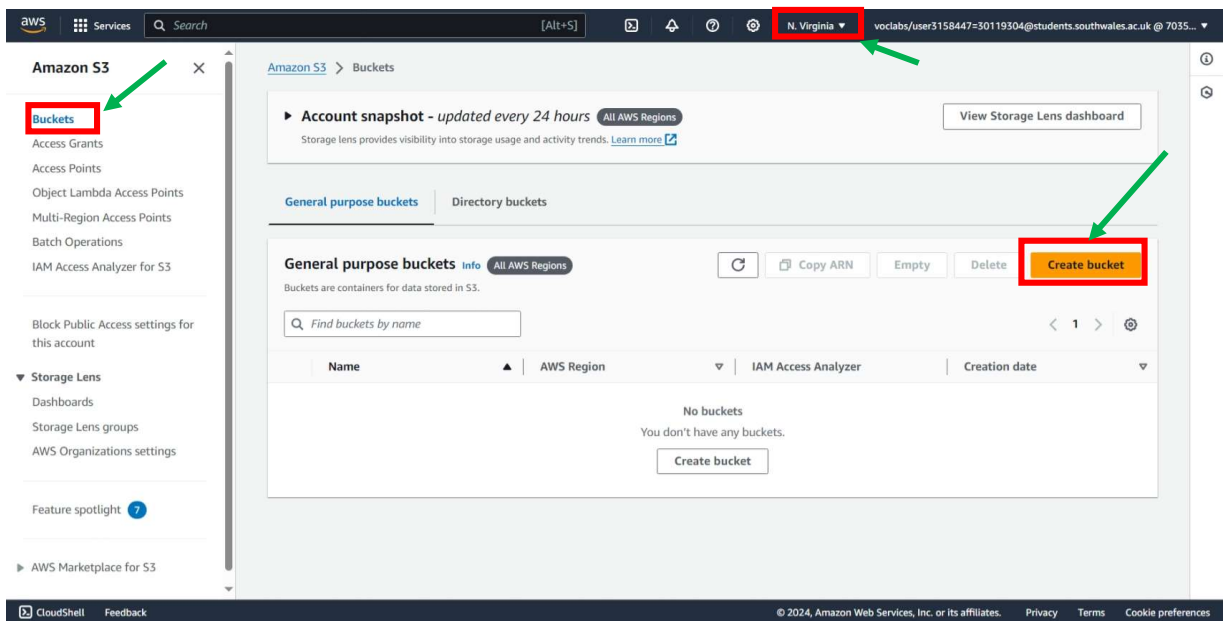 aws Services Search [Alt+S] N. Virginia ▼ voclabs/user3158447=30119304@students.southwales.ac.uk @ 7035... ▼
Amazon S3
Buckets
Access Grants
Access Points
Object Lambda Access Points
Multi-Region Access Points
Batch Operations
IAM Access Analyzer for S3
Block Public Access settings for
this account
▼ Storage Lens
Dashboards
Storage Lens groups
AWS Organizations settings
Feature spotlight 7
AWS Marketplace for S3
Amazon S3 > Buckets
Account snapshot - updated every 24 hours All AWS Regions
Storage lens provides visibility into storage usage and activity trends. Learn more
View Storage Lens dashboard
General purpose buckets Directory buckets
General purpose buckets Info All AWS Regions
Buckets are containers for data stored in S3.
Copy ARN Empty Delete Create bucket
Find buckets by name
< 1 >
Name AWS Region IAM Access Analyzer Creation date
No buckets
You don't have any buckets.
Create bucket
CloudShell Feedback © 2024, Amazon Web Services, Inc. or its affiliates. Privacy Terms Cookie preferences